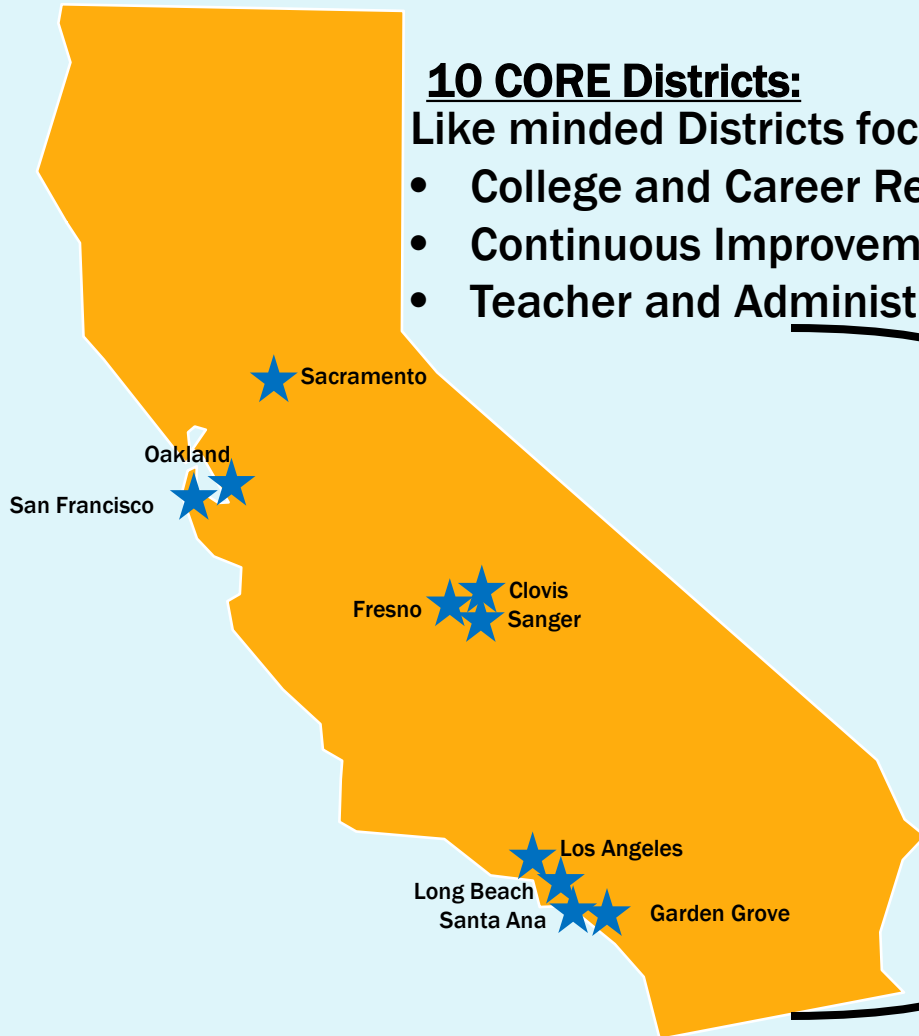 10 CORE Districts:
Like minded Districts foc
• College and Career Re
• Continuous Improvem
• Teacher and Administ
Sacramento
Oakland
San Francisco
Clovis
Fresno
Sanger
Los Angeles
Long Beach
Santa Ana
Garden Grove